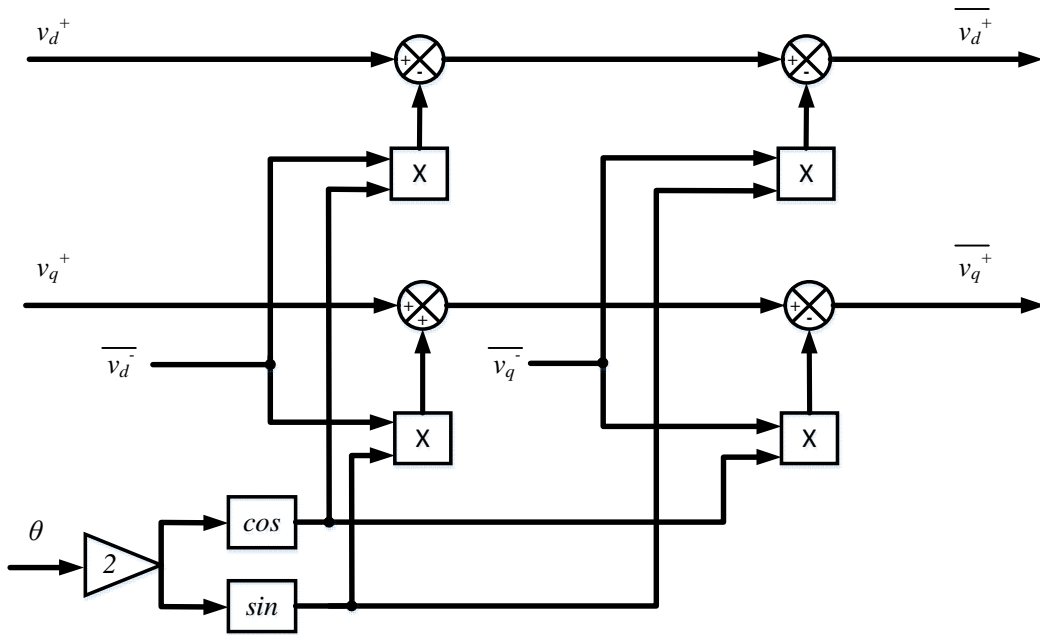 v_d^+
\overline{v_d^+}
+
-
+
-
X
X
v_q^+
\overline{v_q^+}
+
+
+
-
\overline{v_d^-}
\overline{v_q^-}
X
X
θ
2
cos
sin